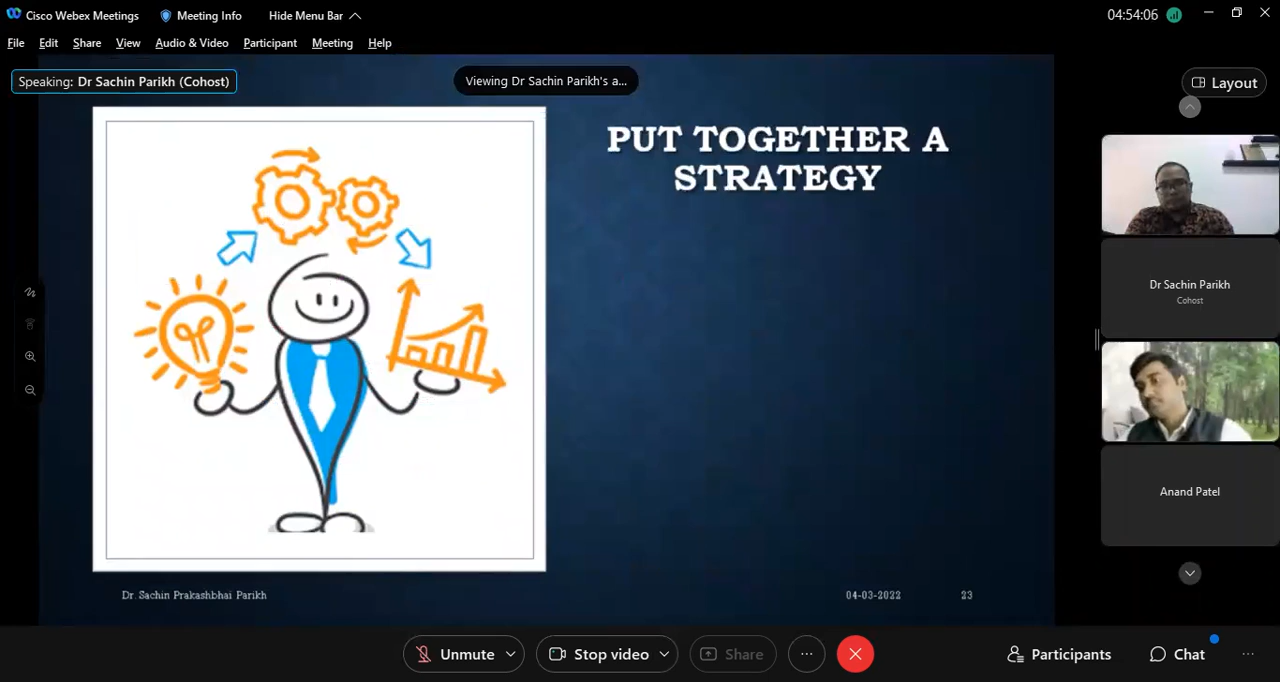 Cisco Webex Meetings
Meeting Info
Hide Menu Bar
04:54:06
File Edit Share View Audio & Video Participant Meeting Help
Speaking: Dr Sachin Parikh (Cohost)
Viewing Dr Sachin Parikh's a...
Layout
PUT TOGETHER A
STRATEGY
Dr Sachin Parikh
Cohost
Anand Patel
Dr. Sachin Prakashbhai Parikh
04-03-2022
23
Unmute
Stop video
Share
Participants
Chat